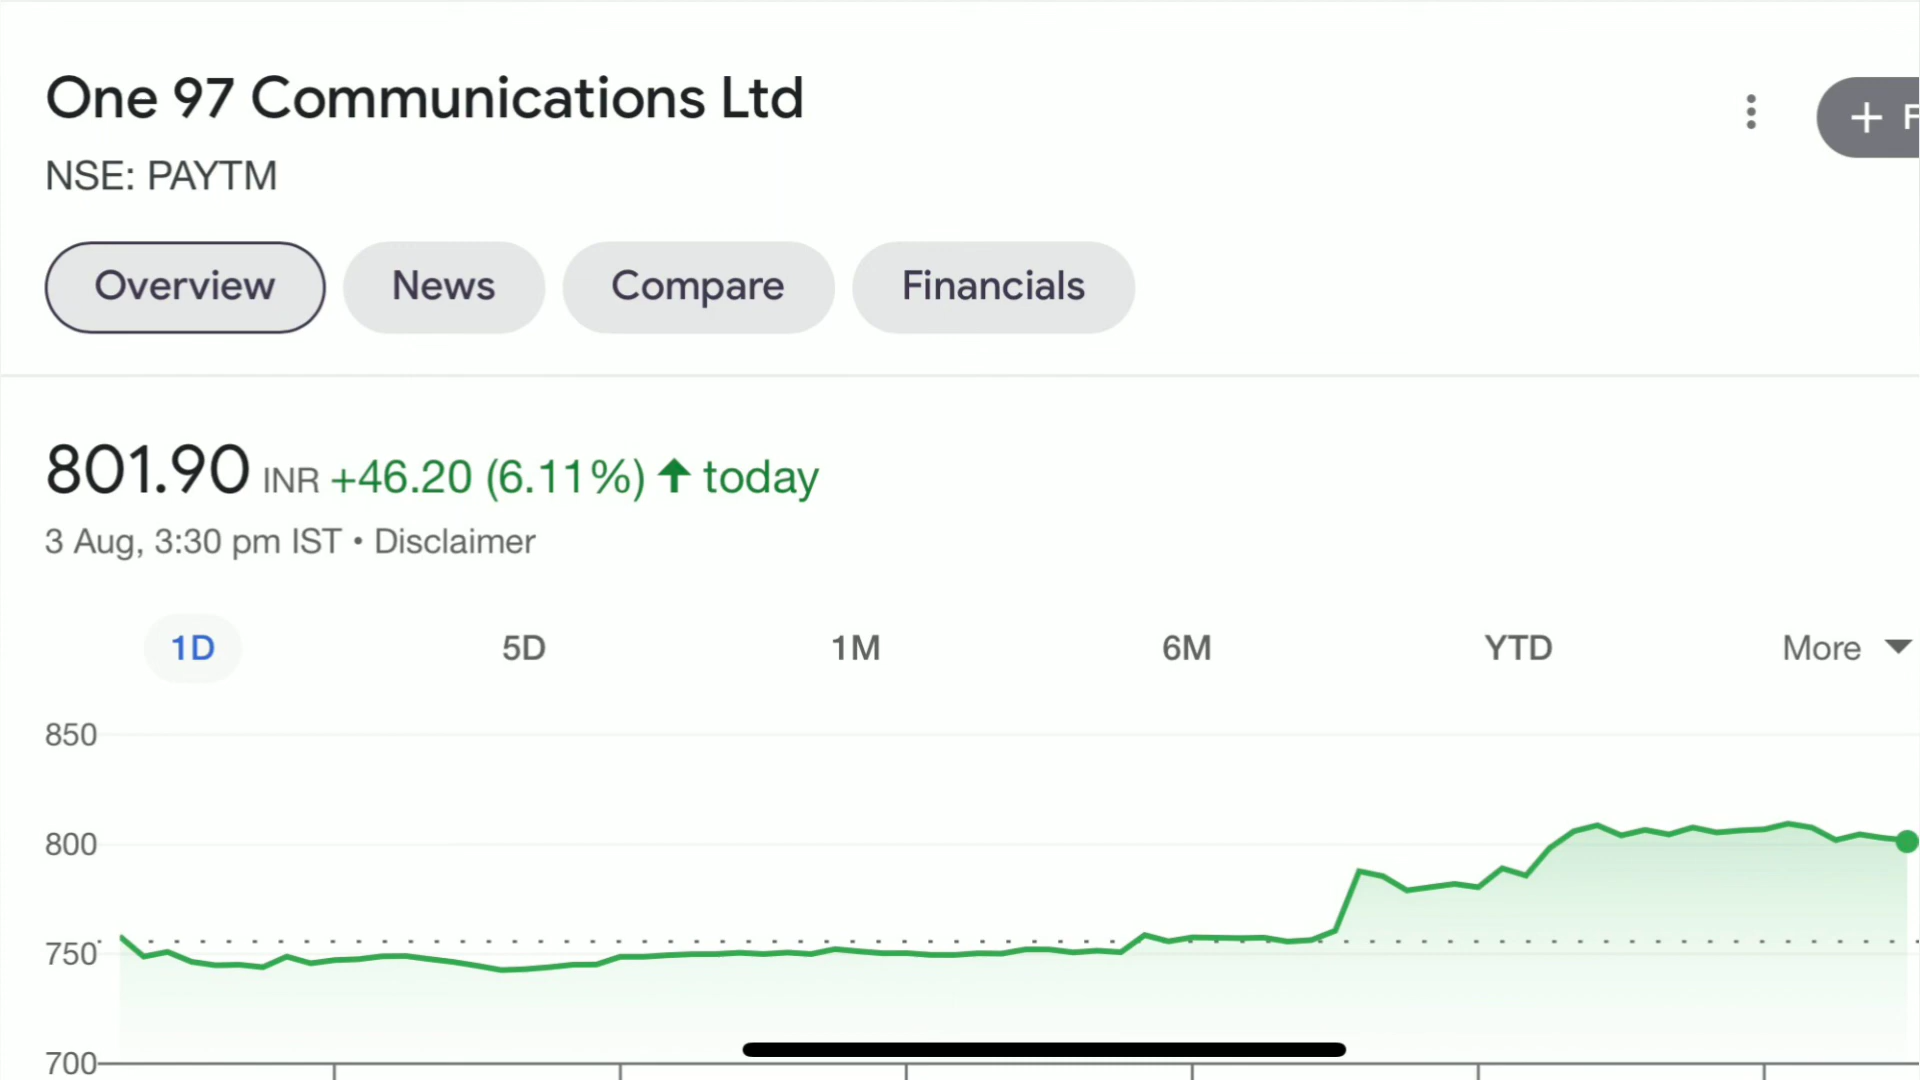 One 97 Communications Ltd
+ F
NSE: PAYTM
Overview News Compare Financials
801.90 INR +46.20 (6.11%) ↑ today
3 Aug, 3:30 pm IST • Disclaimer
1D 5D 1M 6M YTD More
850
800
750
700